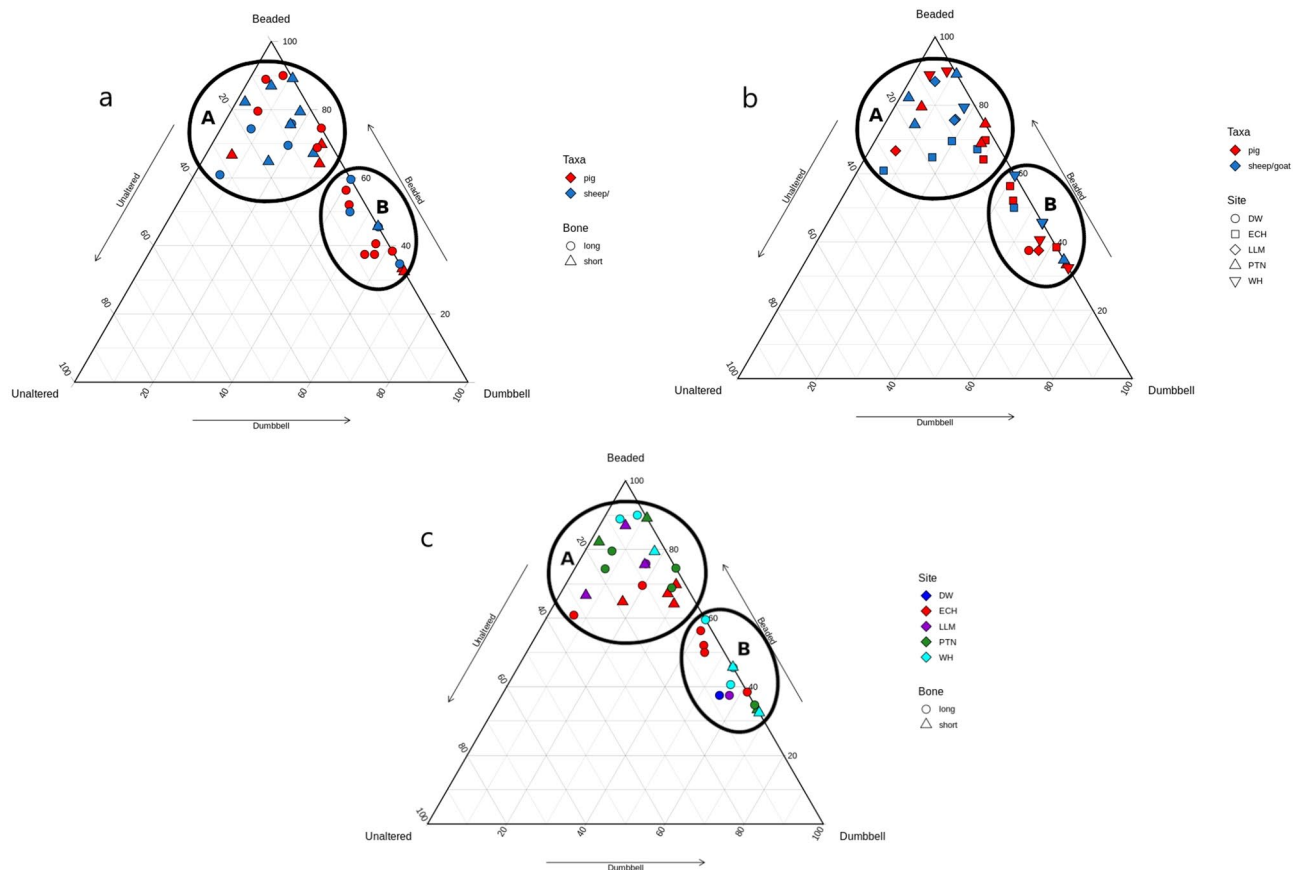 a
Beaded
100
A
20
80
40
Unaltered
60
B
Beaded
40
60
80
20
100
Unaltered
20
40
60
80
100
Dumbbell
Dumbbell
Taxa
pig
sheep/
Bone
long
short
b
Beaded
100
A
20
80
40
Unaltered
60
B
Beaded
40
60
80
20
100
Unaltered
20
40
60
80
100
Dumbbell
Dumbbell
Taxa
pig
sheep/goat
Site
DW
ECH
LLM
PTN
WH
c
Beaded
100
A
20
80
40
Unaltered
60
B
Beaded
40
60
80
20
100
Unaltered
20
40
60
80
100
Dumbbell
Dumbbell
Site
DW
ECH
LLM
PTN
WH
Bone
long
short